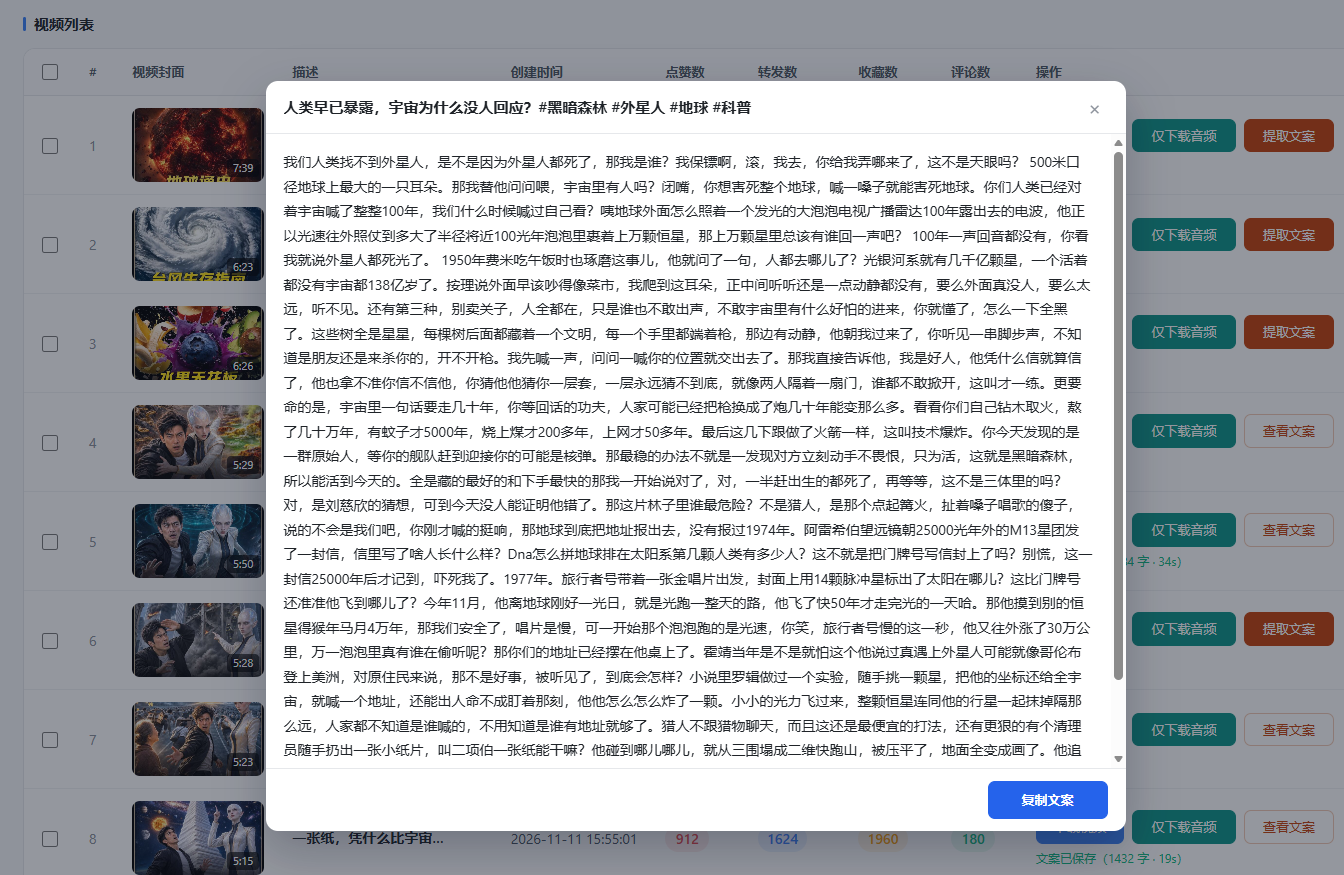 视频列表
# 视频封面 描述 创建时间 点赞数 转发数 收藏数 评论数 操作
人类早已暴露，宇宙为什么没人回应？#黑暗森林 #外星人 #地球 #科普
×
我们人类找不到外星人，是不是因为外星人都死了，那我是谁？我保镖啊，滚，我去，你给我弄哪来了，这不是天眼吗？ 500米口
径地球上最大的一只耳朵。那我替他问问喂，宇宙里有人吗？闭嘴，你想害死整个地球，喊一嗓子就能害死地球。你们人类已经对
着宇宙喊了整整100年，我们什么时候喊过自己看？咦地球外面怎么照着一个发光的大泡泡电视广播雷达100年露出去的电波，他正
以光速往外照仗到多大了半径将近100光年泡泡里裹着上万颗恒星，那上万颗星里总该有谁回一声吧？ 100年一声回音都没有，你看
我就说外星人都死光了。 1950年费米吃午饭时也琢磨这事儿，他就问了一句，人都去哪儿了？光银河系就有几千亿颗星，一个活着
都没有宇宙都138亿岁了。按理说外面早该吵得像菜市，我爬到这耳朵，正中间听听还是一点动静都没有，要么外面真没人，要么太
远，听不见。还有第三种，别卖关子，人全都在，只是谁也不敢出声，不敢宇宙里有什么好怕的进来，你就懂了，怎么一下全黑
了。这些树全是星星，每棵树后面都藏着一个文明，每一个手里都端着枪，那边有动静，他朝我过来了，你听见一串脚步声，不知
道是朋友还是来杀你的，开不开枪。我先喊一声，问问一喊你的位置就交出去了。那我直接告诉他，我是好人，他凭什么信就算信
了，他也拿不准你信不信他，你猜他他猜你一层套，一层永远猜不到底，就像两人隔着一扇门，谁都不敢掀开，这叫才一练。更要
命的是，宇宙里一句话要走几十年，你等回话的功夫，人家可能已经把枪换成了炮几十年能变那么多。看看你们自己钻木取火，熬
了几十万年，有蚊子才5000年，烧上煤才200多年，上网才50多年。最后这几下跟做了火箭一样，这叫技术爆炸。你今天发现的是
一群原始人，等你的舰队赶到迎接你的可能是核弹。那最稳的办法不就是一发现对方立刻动手不畏恨，只为活，这就是黑暗森林，
所以能活到今天的。全是藏的最好的和下手最快的那我一开始说对了，对，一半赶出生的都死了，再等等，这不是三体里的吗？
对，是刘慈欣的猜想，可到今天没人能证明他错了。那这片林子里谁最危险？不是猎人，是那个点起篝火，扯着嗓子唱歌的傻子，
说的不会是我们吧，你刚才喊的挺响，那地球到底把地址报出去，没有报过1974年。阿雷希伯望远镜朝25000光年外的M13星团发
了一封信，信里写了啥人长什么样？Dna怎么拼地球排在太阳系第几颗人类有多少人？这不就是把门牌号写信封上了吗？别慌，这一
封信25000年后才记到，吓死我了。1977年。旅行者号带着一张金唱片出发，封面上用14颗脉冲星标出了太阳在哪儿？这比门牌号
还准准他飞到哪儿了？今年11月，他离地球刚好一光日，就是光跑一整天的路，他飞了快50年才走完光的一天哈。那他摸到别的恒
星得猴年马月4万年，那我们安全了，唱片是慢，可一开始那个泡泡跑的是光速，你笑，旅行者号慢的这一秒，他又往外涨了30万公
里，万一泡泡里真有谁在偷听呢？那你们的地址已经摆在他桌上了。霍靖当年是不是就怕这个他说过真遇上外星人可能就像哥伦布
登上美洲，对原住民来说，那不是好事，被听见了，到底会怎样？小说里罗辑做过一个实验，随手挑一颗星，把他的坐标还给全宇
宙，就喊一个地址，还能出人命不成盯着那刻，他他怎么怎么炸了一颗。小小的光力飞过来，整颗恒星连同他的行星一起抹掉隔那
么远，人家都不知道是谁喊的，不用知道是谁有地址就够了。猎人不跟猎物聊天，而且这还是最便宜的打法，还有更狠的有个清理
员随手扔出一张小纸片，叫二项伯一张纸能干嘛？他碰到哪儿哪儿，就从三围塌成二维快跑山，被压平了，地面全变成画了。他追
复制文案
1 7:39 仅下载音频 提取文案
2 6:23 仅下载音频 提取文案
台风生存指南
3 6:26 仅下载音频 提取文案
4 5:29 仅下载音频 查看文案
5 5:50 仅下载音频 查看文案
字 · 34s)
6 5:28 仅下载音频 提取文案
7 5:23 仅下载音频 查看文案
8 5:15 一张纸，凭什么比宇宙... 2026-11-11 15:55:01 912 1624 1960 180 仅下载音频 查看文案
文案已保存（1432 字 · 19s）